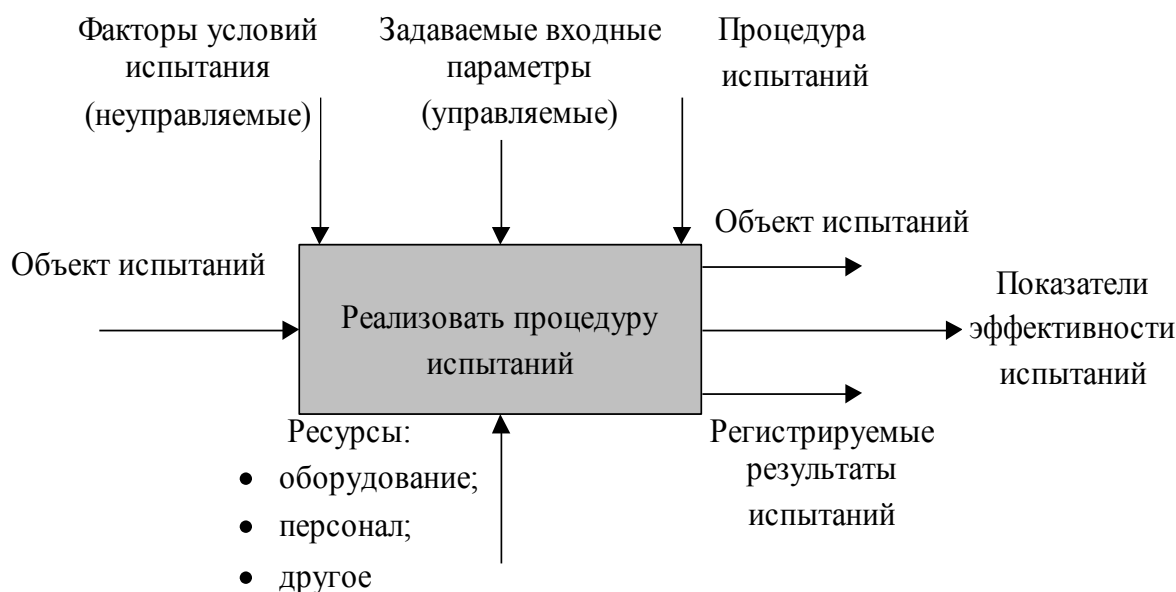 Факторы условий
испытания
(неуправляемые)
Задаваемые входные
параметры
(управляемые)
Процедура
испытаний
Объект испытаний
Реализовать процедуру
испытаний
Объект испытаний
Показатели
эффективности
испытаний
Регистрируемые
результаты
испытаний
Ресурсы:
• оборудование;
• персонал;
• другое